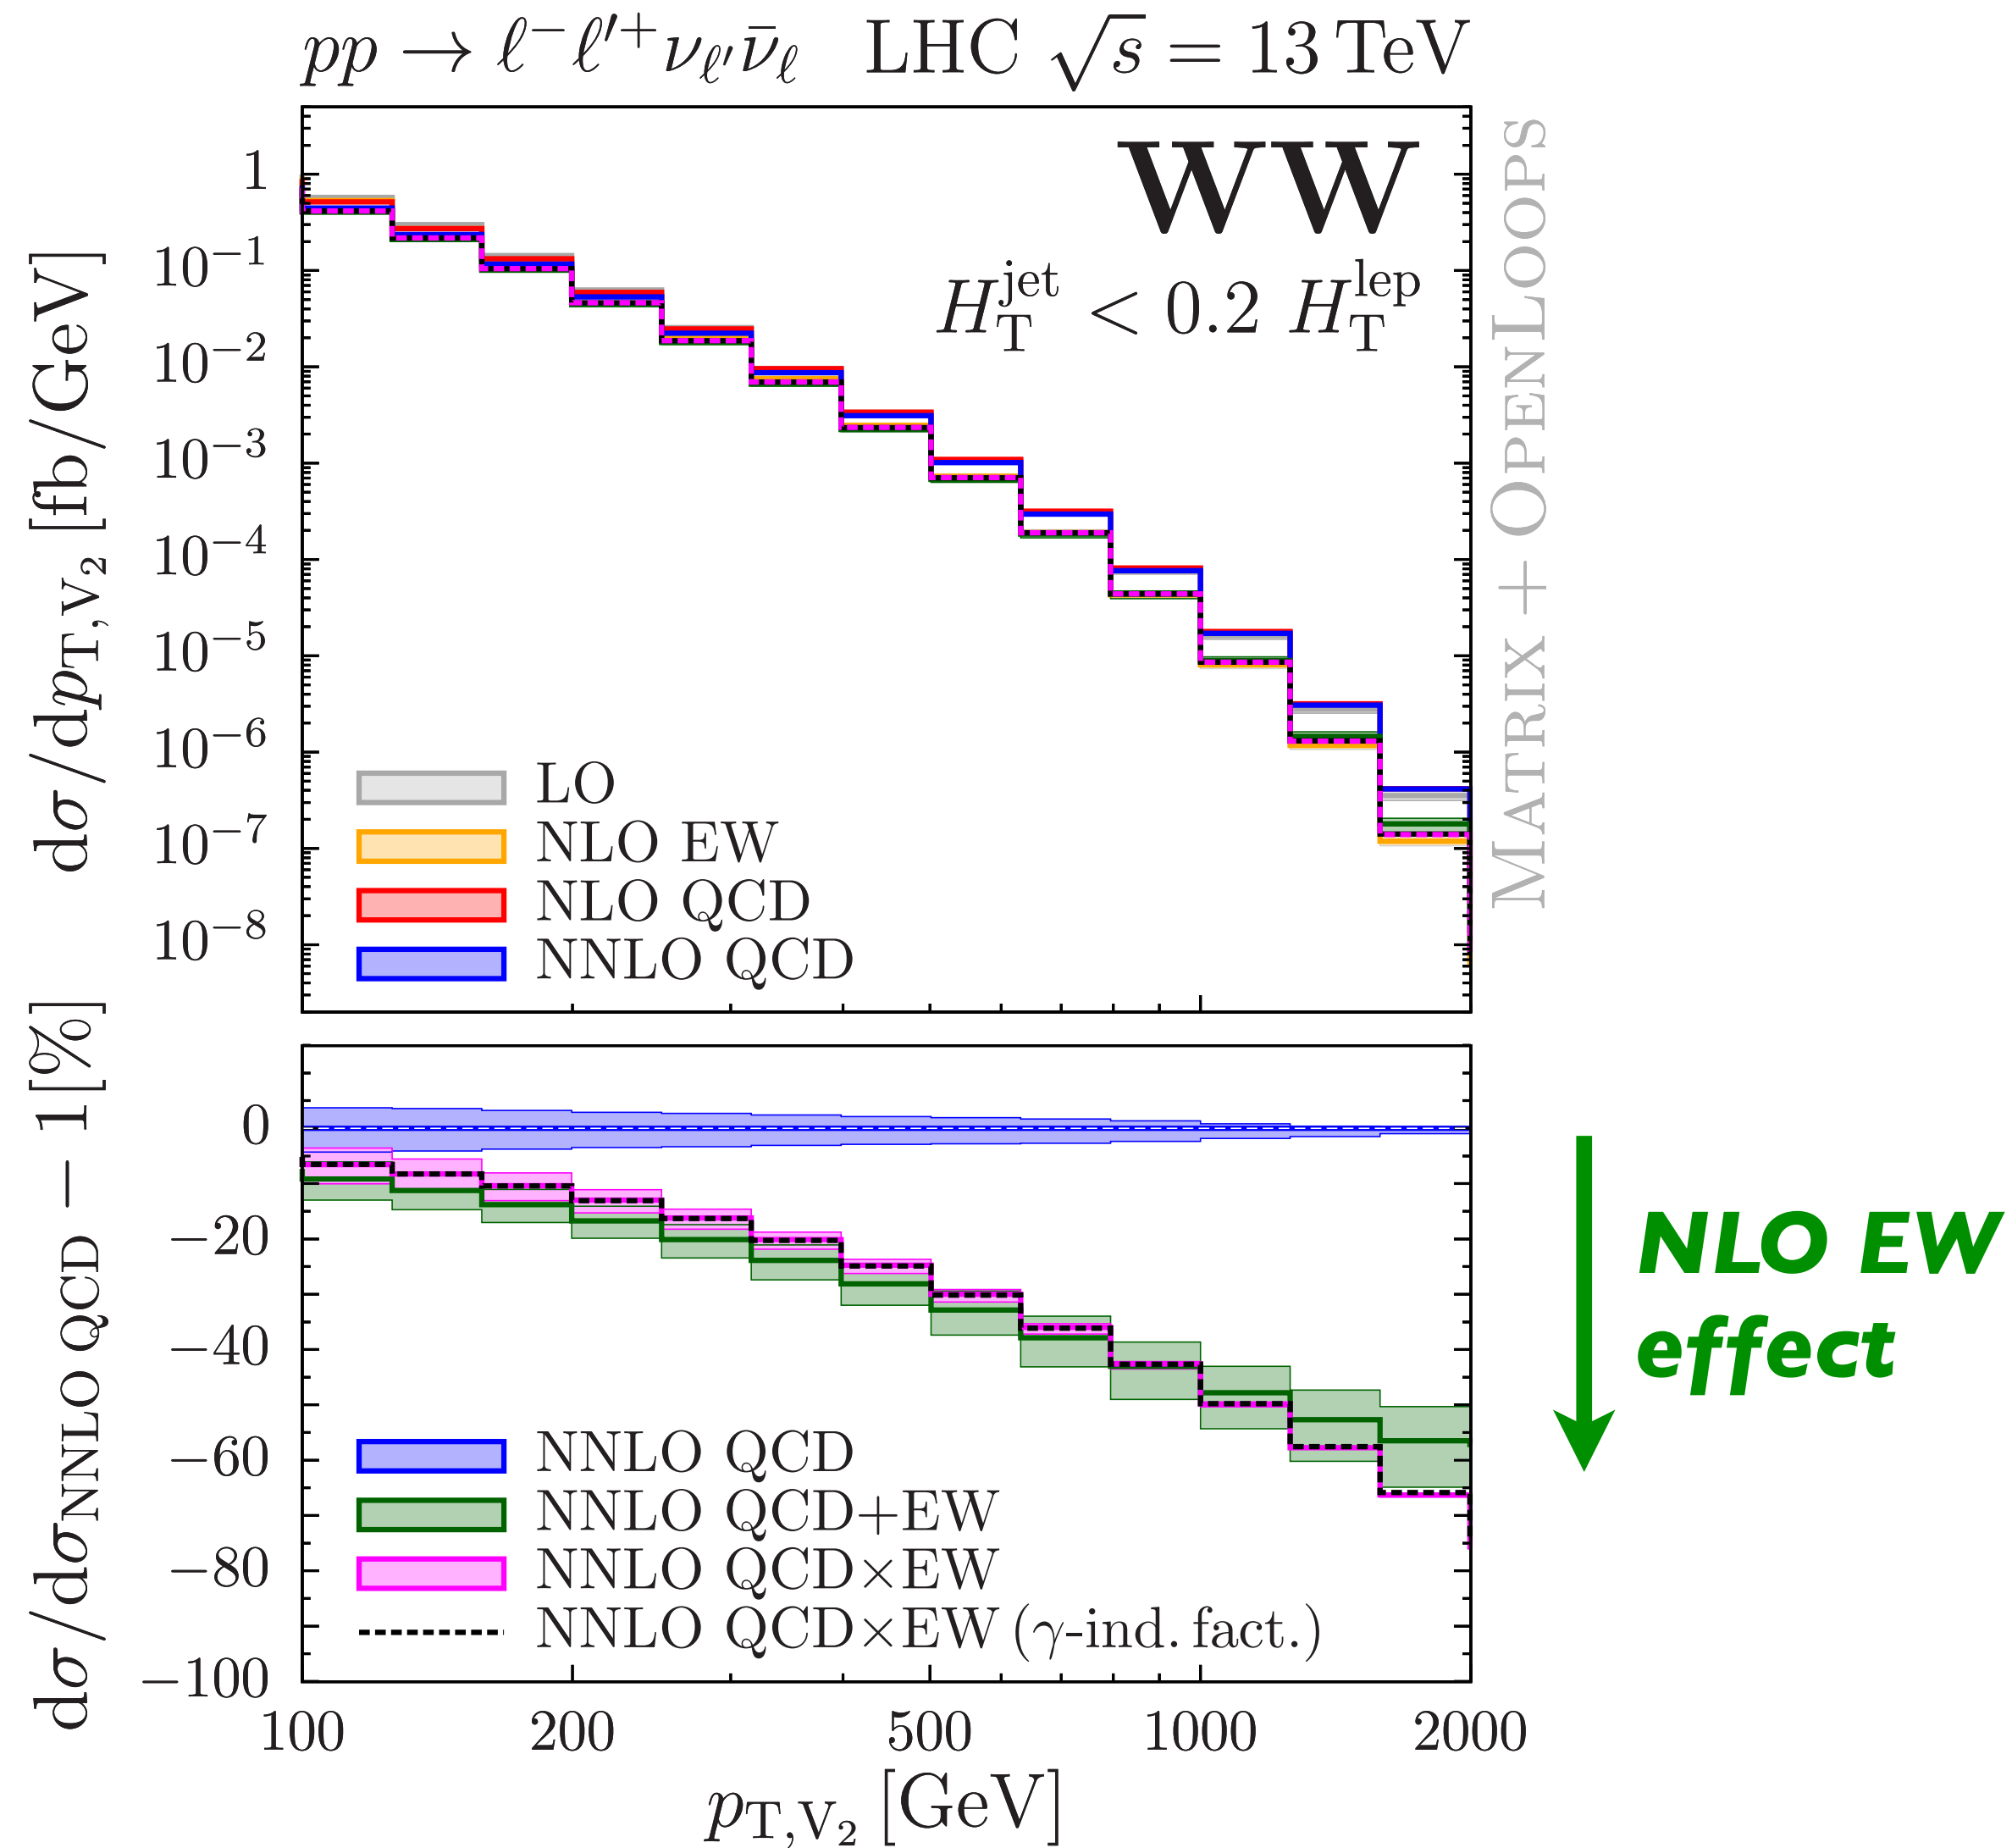 pp → ℓ⁻ℓ′⁺ν_ℓ′ν̄_ℓ LHC √s = 13 TeV
WW
H_T^jet < 0.2 H_T^lep
MATRIX + OPENLOOPS
dσ/dp_T,V₂ [fb/GeV]
1
10⁻¹
10⁻²
10⁻³
10⁻⁴
10⁻⁵
10⁻⁶
10⁻⁷
10⁻⁸
LO
NLO EW
NLO QCD
NNLO QCD
dσ/dσ_NNLO QCD − 1[%]
0
−20
−40
−60
−80
−100
NNLO QCD
NNLO QCD+EW
NNLO QCD×EW
NNLO QCD×EW (γ-ind. fact.)
NLO EW
effect
100 200 500 1000 2000
p_T,V₂ [GeV]